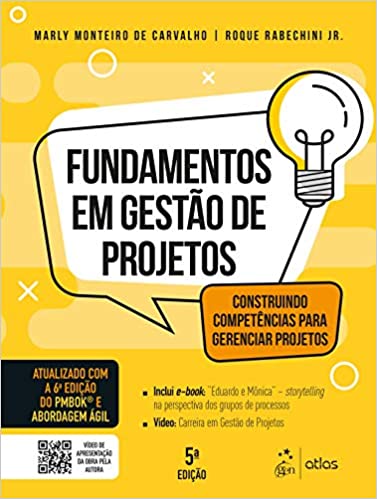 MARLY MONTEIRO DE CARVALHO | ROQUE RABECHINI JR.
FUNDAMENTOS
EM GESTÃO DE
PROJETOS
CONSTRUINDO
COMPETÊNCIAS PARA
GERENCIAR PROJETOS
ATUALIZADO COM
A 6ª EDIÇÃO
DO PMBOK® E
ABORDAGEM ÁGIL
• Inclui e-book: "Eduardo e Mônica" – storytelling
na perspectiva dos grupos de processos
• Vídeo: Carreira em Gestão de Projetos
VÍDEO DE
APRESENTAÇÃO
DA OBRA PELA
AUTORA
5ª
EDIÇÃO
gen
atlas